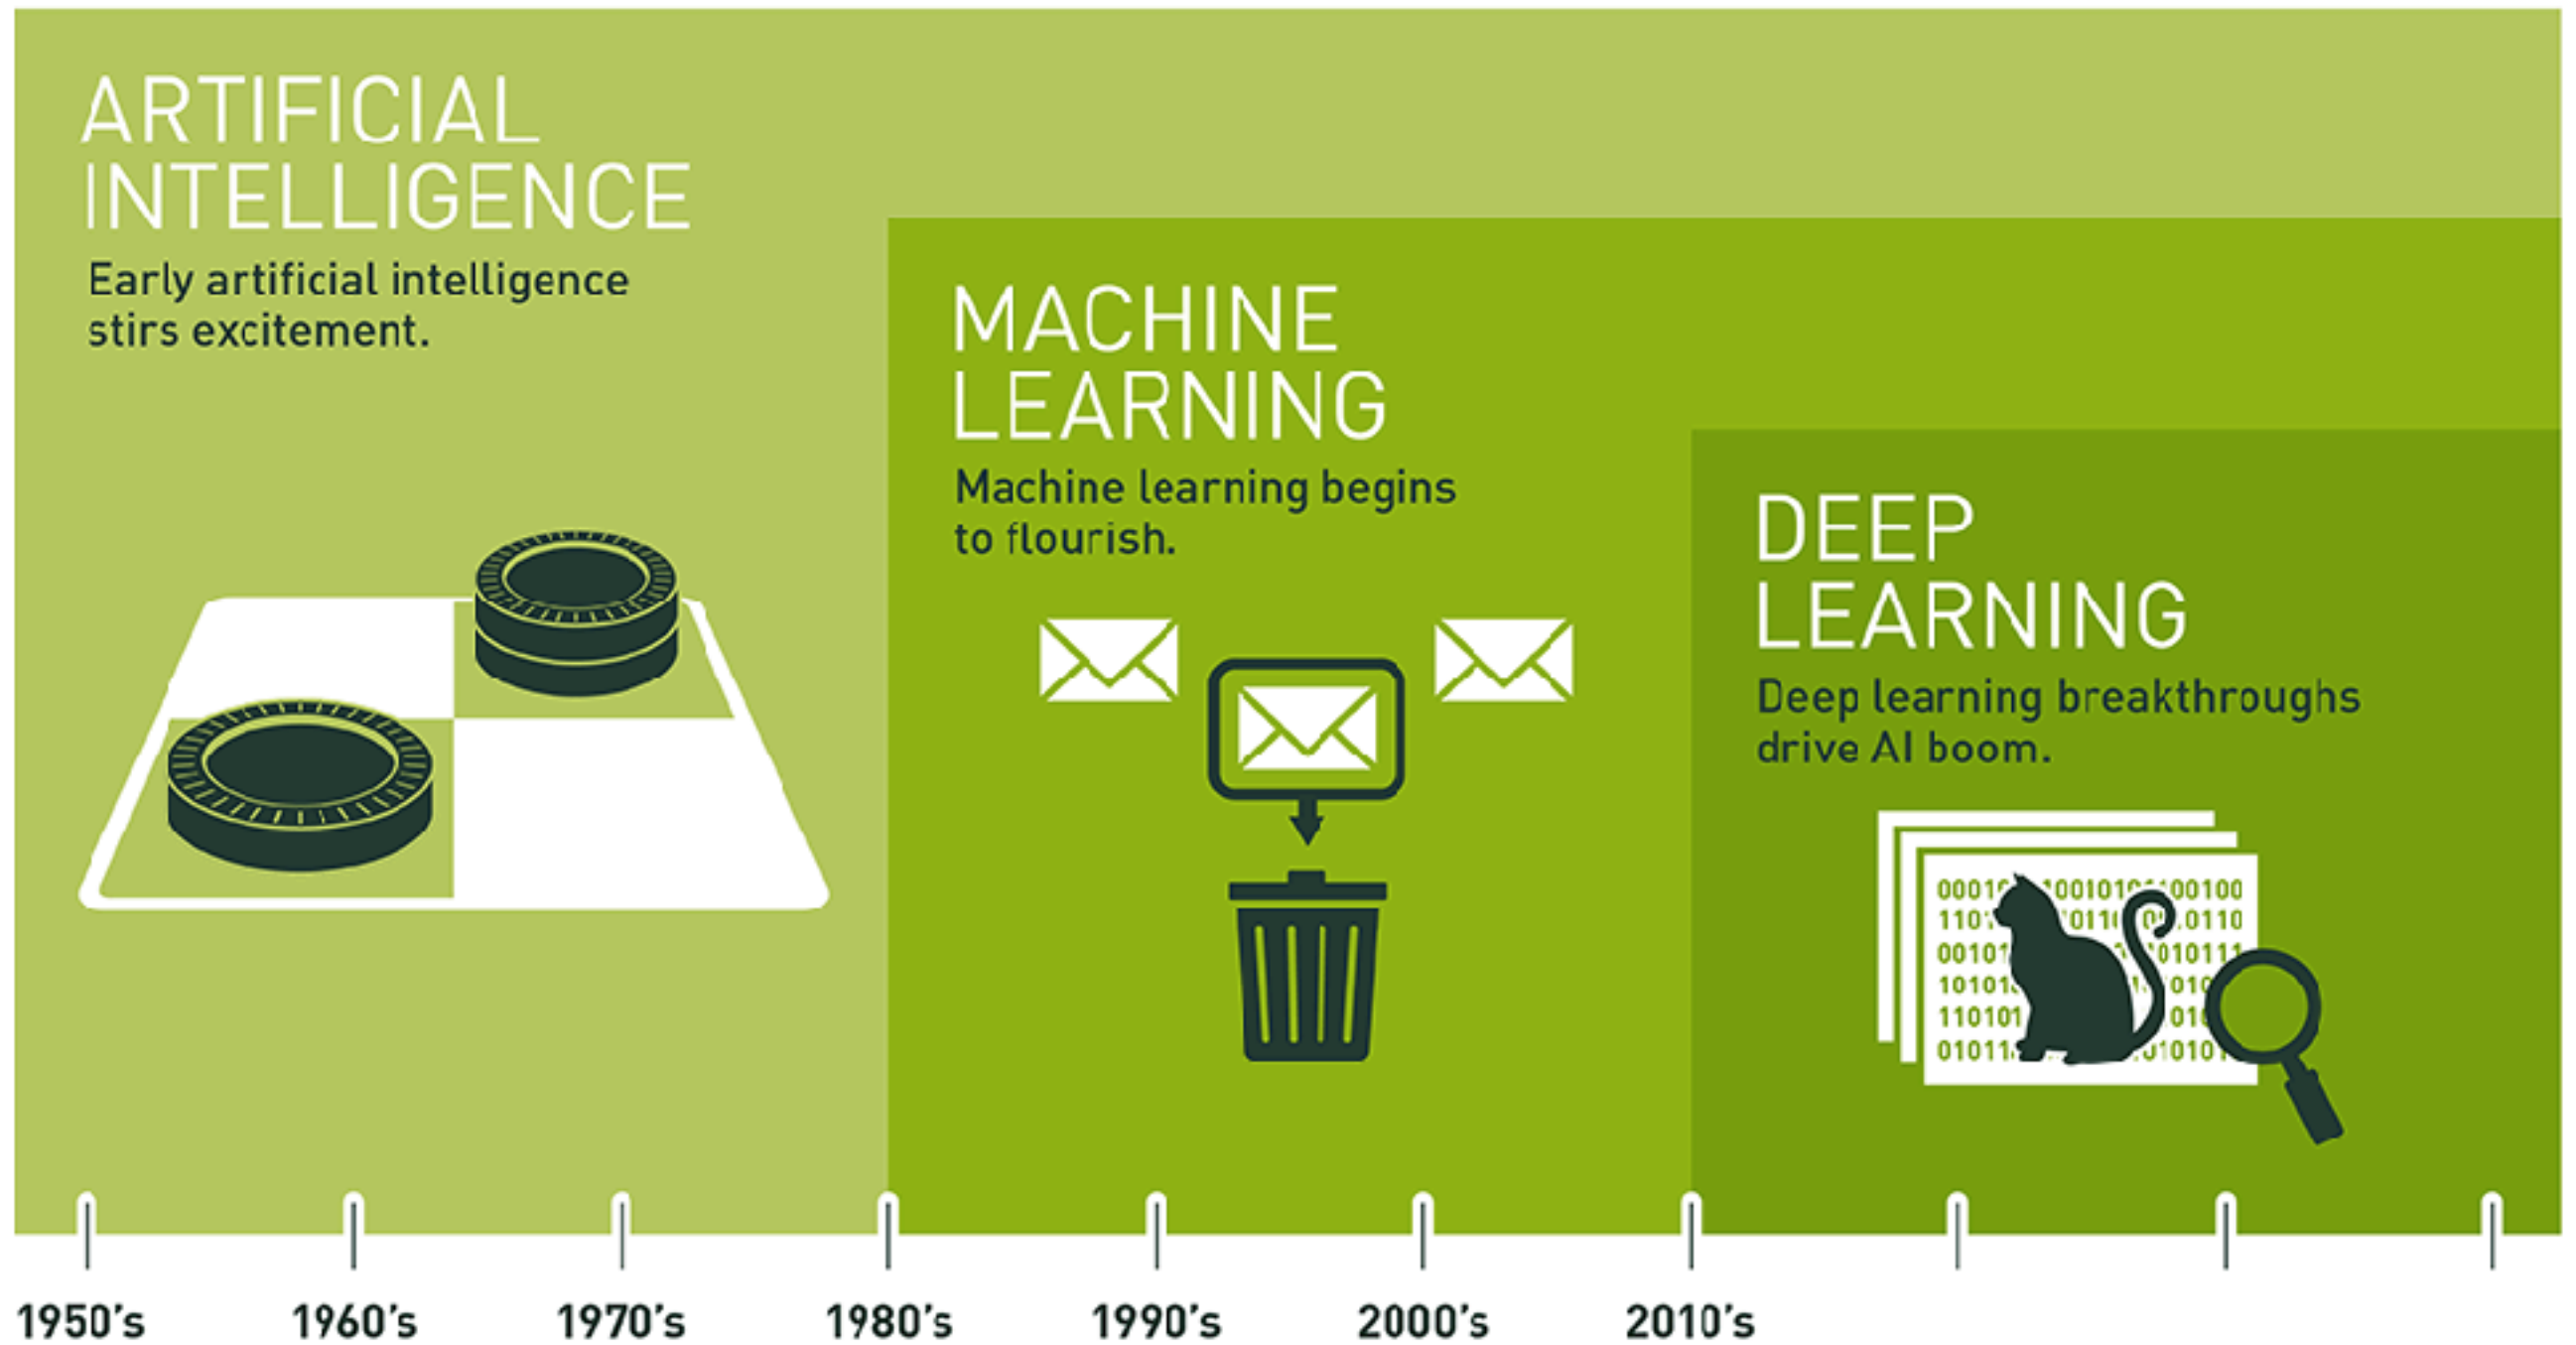 ARTIFICIAL
INTELLIGENCE
Early artificial intelligence
stirs excitement.
MACHINE
LEARNING
Machine learning begins
to flourish.
DEEP
LEARNING
Deep learning breakthroughs
drive AI boom.
1950's
1960's
1970's
1980's
1990's
2000's
2010's